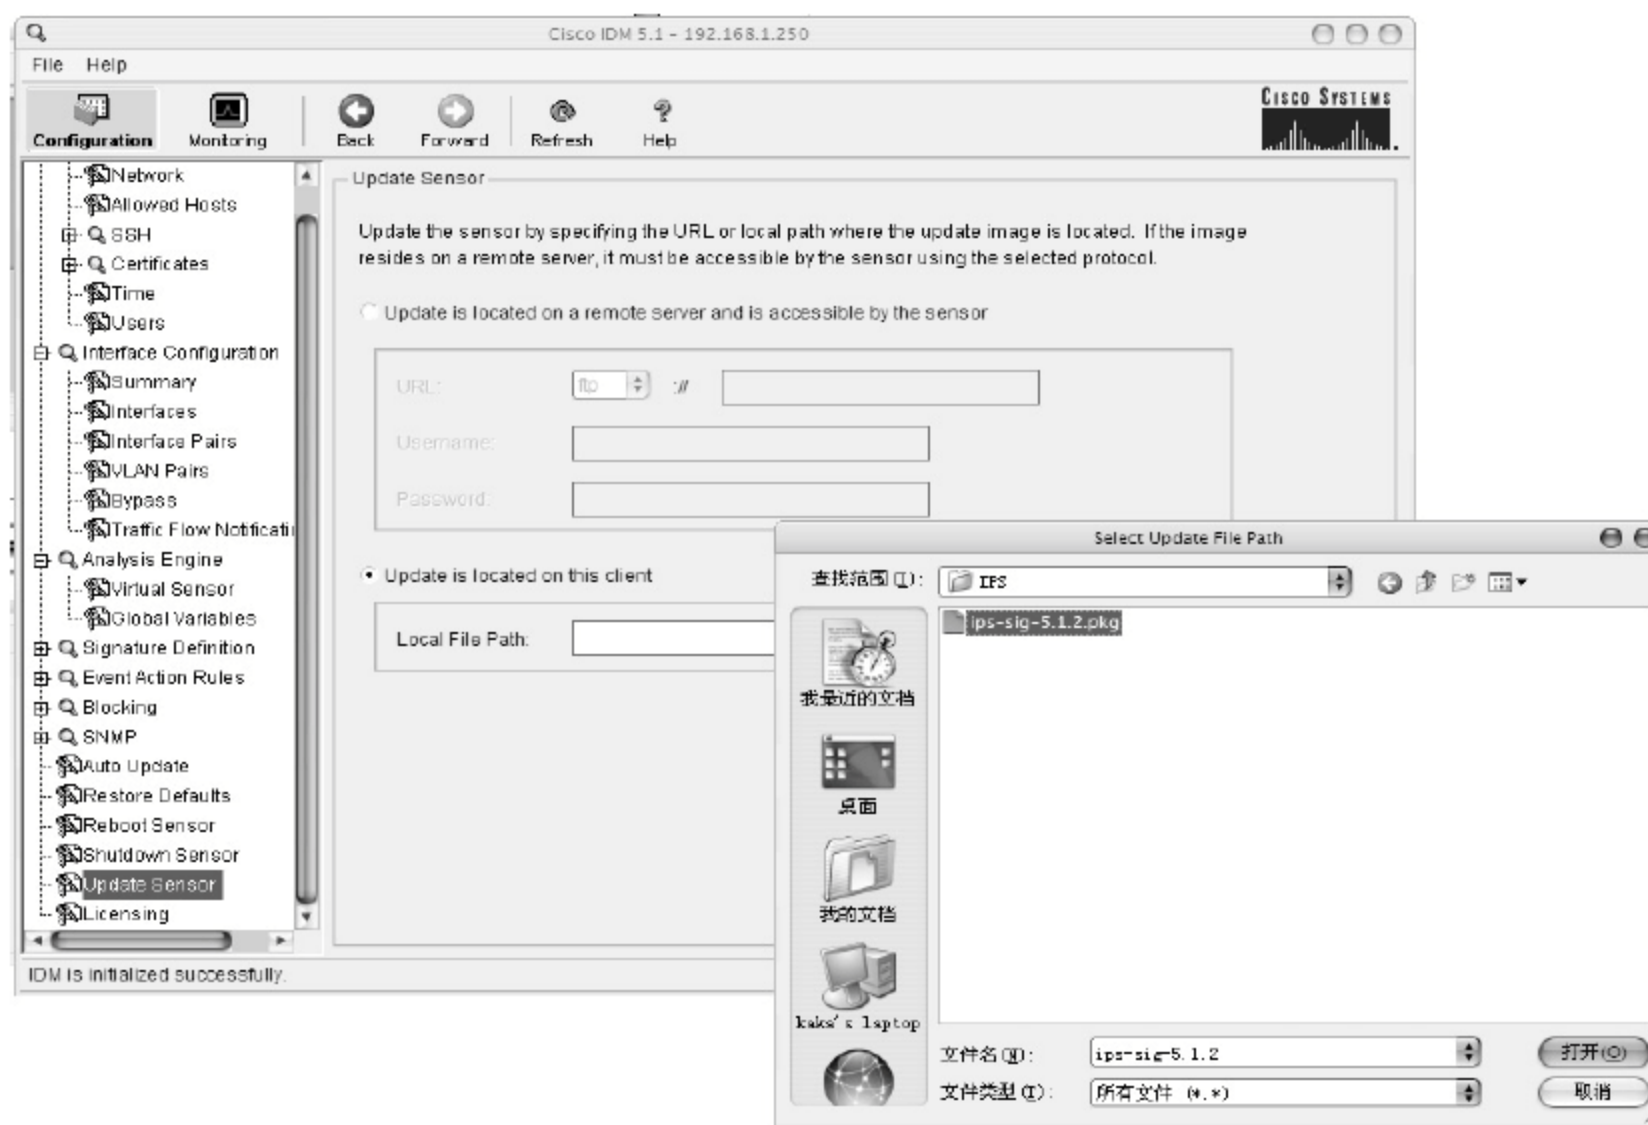 Cisco IDM 5.1 - 192.168.1.250
File Help
Configuration Monitoring Back Forward Refresh Help
CISCO SYSTEMS
Network
Allowed Hosts
SSH
Certificates
Time
Users
Interface Configuration
Summary
Interfaces
Interface Pairs
VLAN Pairs
Bypass
Traffic Flow Notificati
Analysis Engine
Virtual Sensor
Global Variables
Signature Definition
Event Action Rules
Blocking
SNMP
Auto Update
Restore Defaults
Reboot Sensor
Shutdown Sensor
Update Sensor
Licensing
IDM is initialized successfully.
Update Sensor
Update the sensor by specifying the URL or local path where the update image is located. If the image
resides on a remote server, it must be accessible by the sensor using the selected protocol.
Update is located on a remote server and is accessible by the sensor
URL: ftp ://
Username:
Password:
Update is located on this client
Local File Path:
Select Update File Path
查找范围(I): IPS
ips-sig-5.1.2.pkg
我最近的文档
桌面
我的文档
kaka's laptop
文件名(N): ips-sig-5.1.2 打开(O)
文件类型(T): 所有文件 (*.*) 取消